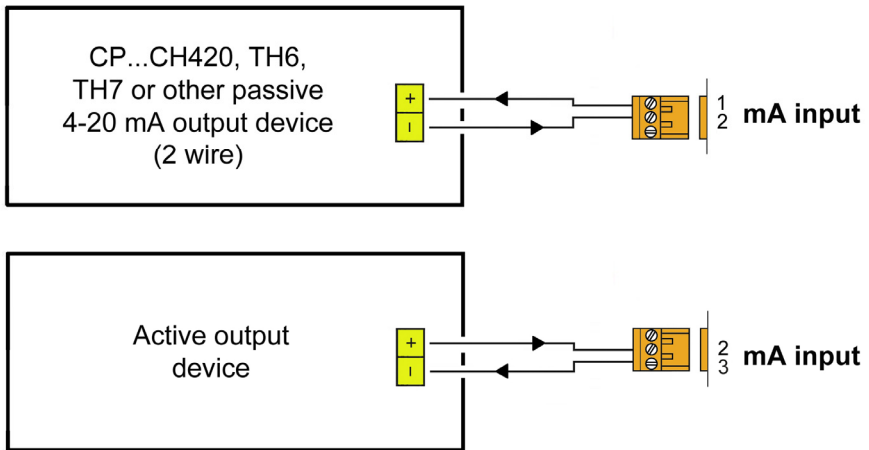 CP...CH420, TH6,
TH7 or other passive
4-20 mA output device
(2 wire)
+
–
1
2
mA input
Active output
device
+
–
2
3
mA input